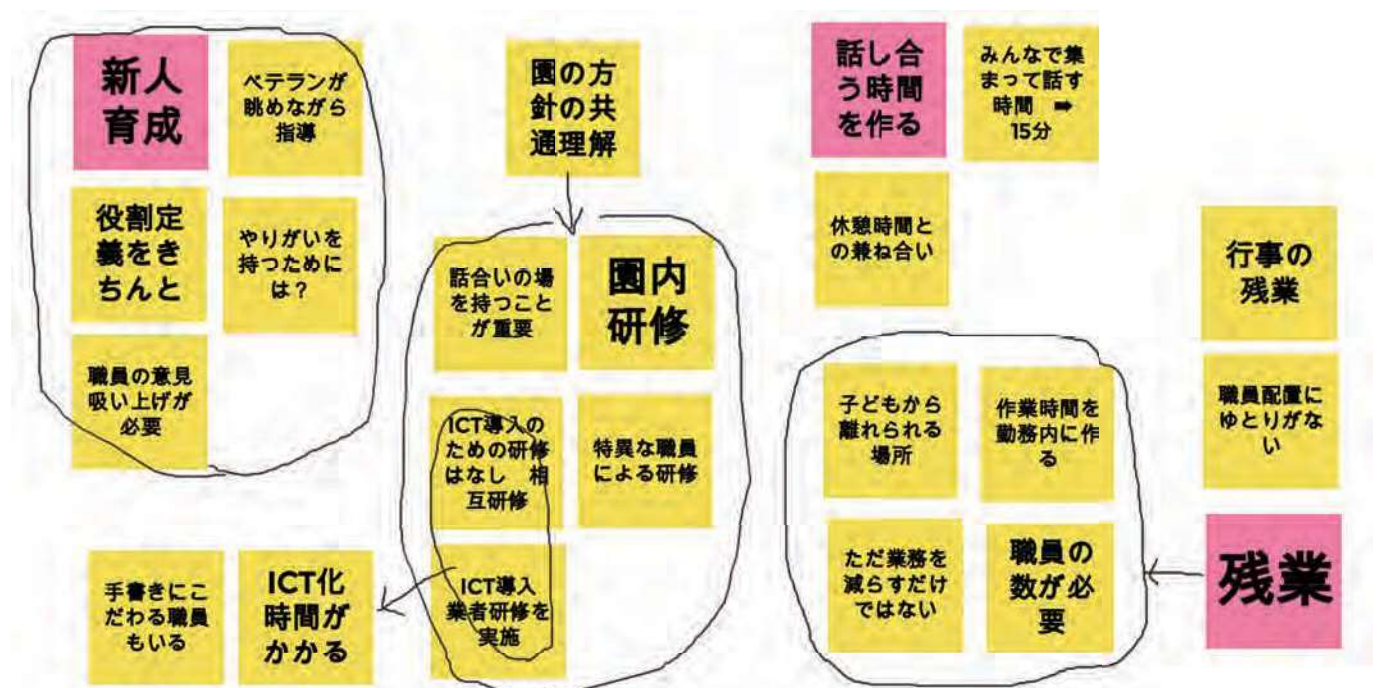 新人
育成
ベテランが
眺めながら
指導
役割定
義をき
ちんと
やりがいを
持つために
は?
職員の意見
吸い上げが
必要
園の方
針の共
通理解
話合いの場
を持つこと
が重要
園内
研修
ICT導入の
ための研修
はなし 相
互研修
特異な職員
による研修
ICT導入
業者研修を
実施
手書きにこ
だわる職員
もいる
ICT化
時間が
かかる
話し合
う時間
を作る
みんなで集
まって話す
時間 ➡
15分
休憩時間と
の兼ね合い
行事の
残業
職員配置に
ゆとりがな
い
残業
子どもから
離れられる
場所
作業時間を
勤務内に作
る
ただ業務を
減らすだけ
ではない
職員の
数が必
要